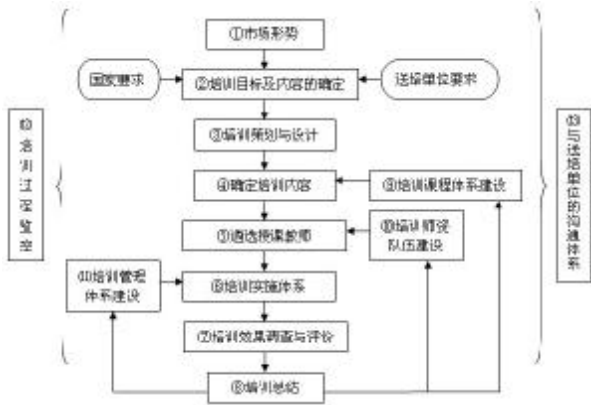 ①市场形势
国家要求
②培训目标及内容的确定
送培单位要求
③培训策划与设计
④确定培训内容
⑨培训课程体系建设
⑤遴选授课教师
⑩培训师资
队伍建设
⑪培训管理
体系建设
⑥培训实施体系
⑦培训效果调查与评价
⑧培训总结
培训过程监控
⑬与送培单位的沟通体系